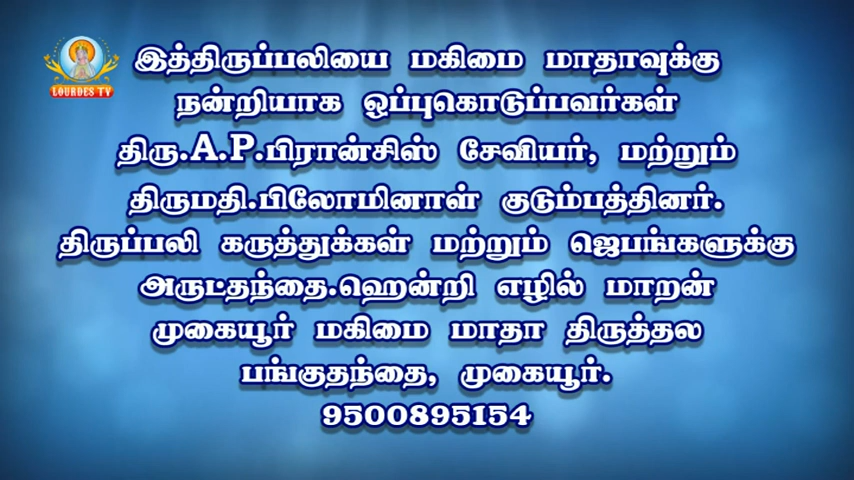 LOURDES TV
இத்திருப்பலியை மகிமை மாதாவுக்கு
நன்றியாக ஒப்புகொடுப்பவர்கள்
திரு.A.P.பிரான்சிஸ் சேவியர், மற்றும்
திருமதி.பிலோமினாள் குடும்பத்தினர்.
திருப்பலி கருத்துக்கள் மற்றும் ஜெபங்களுக்கு
அருட்தந்தை.ஹென்றி எழில் மாறன்
முகையூர் மகிமை மாதா திருத்தல
பங்குதந்தை, முகையூர்.
9500895154